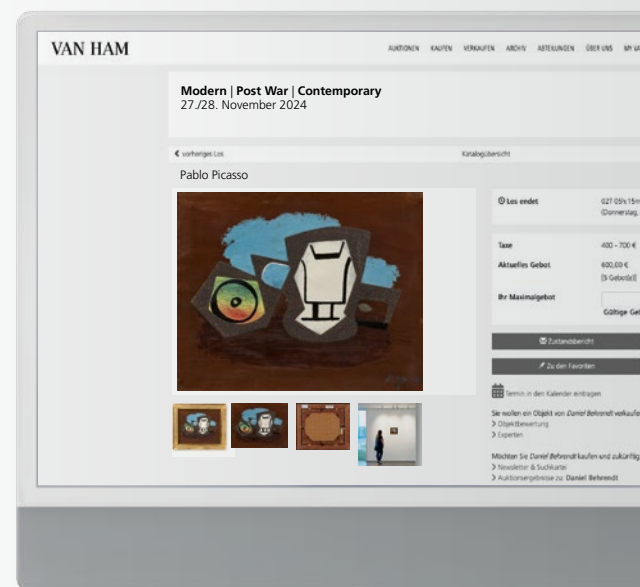 VAN HAM
AUKTIONEN KAUFEN VERKAUFEN ARCHIV ABTEILUNGEN ÜBER UNS
Modern | Post War | Contemporary
27./28. November 2024
vorheriges Los
Katalogübersicht
Pablo Picasso
Los endet
(Donnerstag,
Taxe 400 - 700 €
Aktuelles Gebot 600,00 €
Ihr Maximalgebot
Zustandsbericht
Zu den Favoriten
Termin in den Kalender eintragen
Sie wollen ein Objekt von Daniel Behrendt
Objektbewertung
Experten
Möchten Sie Daniel Behrendt kaufen und
Newsletter & Suchkartei
Auktionsergebnisse zu Daniel Behrendt